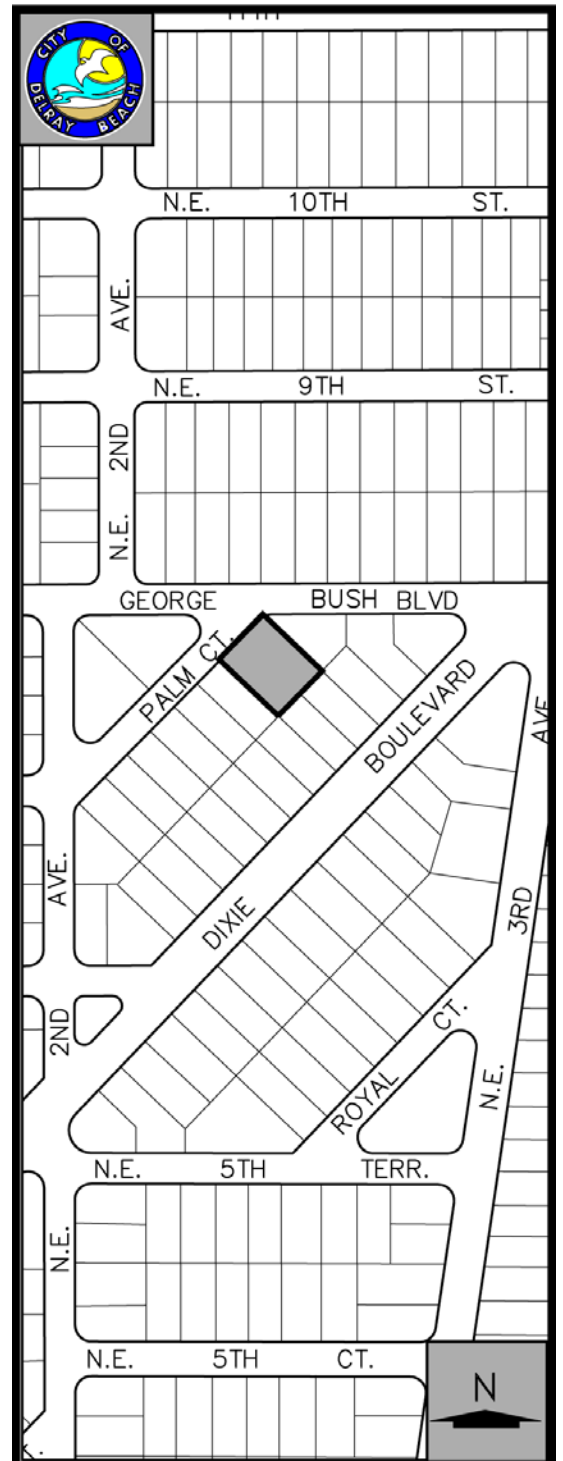 CITY OF
DELRAY BEACH
N.E. 10TH ST.
AVE.
N.E. 9TH ST.
N.E. 2ND
GEORGE BUSH BLVD
PALM CT.
BOULEVARD
AVE
AVE.
DIXIE
3RD
2ND
CT.
ROYAL
N.E.
N.E. 5TH TERR.
N.E.
N.E. 5TH CT.
N